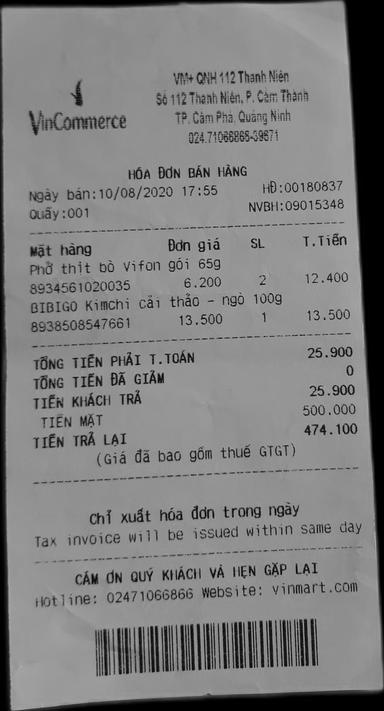 VinCommerce
VM+ QNH 112 Thanh Niên
Số 112 Thanh Niên, P. Cẩm Thành
TP. Cẩm Phả, Quảng Ninh
024.71066866-39671
HÓA ĐƠN BÁN HÀNG
Ngày bán:10/08/2020 17:55 HĐ:00180837
Quầy:001 NVBH:09015348
Mặt hàng Đơn giá SL T.Tiền
Phở thịt bò Vifon gói 65g
8934561020035 6.200 2 12.400
BIBIGO Kimchi cải thảo - ngò 100g
8938508547661 13.500 1 13.500
TỔNG TIỀN PHẢI T.TOÁN 25.900
TỔNG TIỀN ĐÃ GIẢM 0
TIỀN KHÁCH TRẢ 25.900
TIỀN MẶT 500.000
TIỀN TRẢ LẠI 474.100
(Giá đã bao gồm thuế GTGT)
Chỉ xuất hóa đơn trong ngày
Tax invoice will be issued within same day
CẢM ƠN QUÝ KHÁCH VÀ HẸN GẶP LẠI
Hotline: 02471066866 Website: vinmart.com